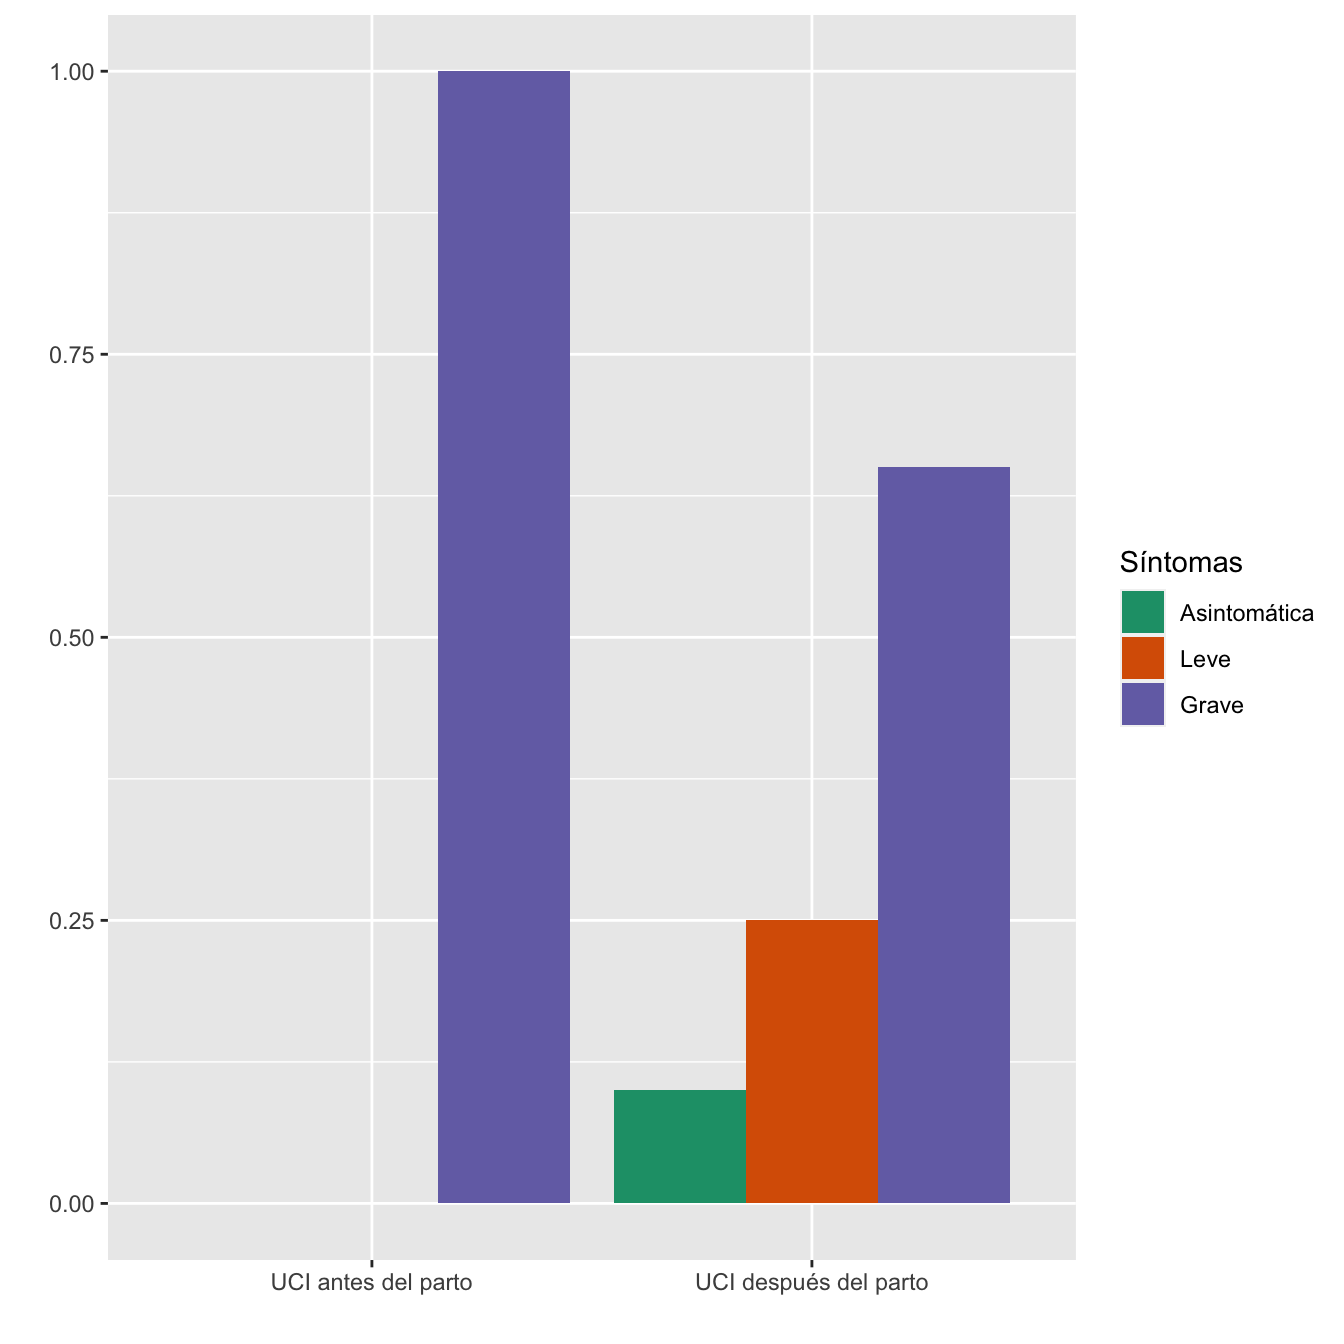 1.00
0.75
0.50
0.25
0.00
UCI antes del parto
UCI después del parto
Síntomas
Asintomática
Leve
Grave